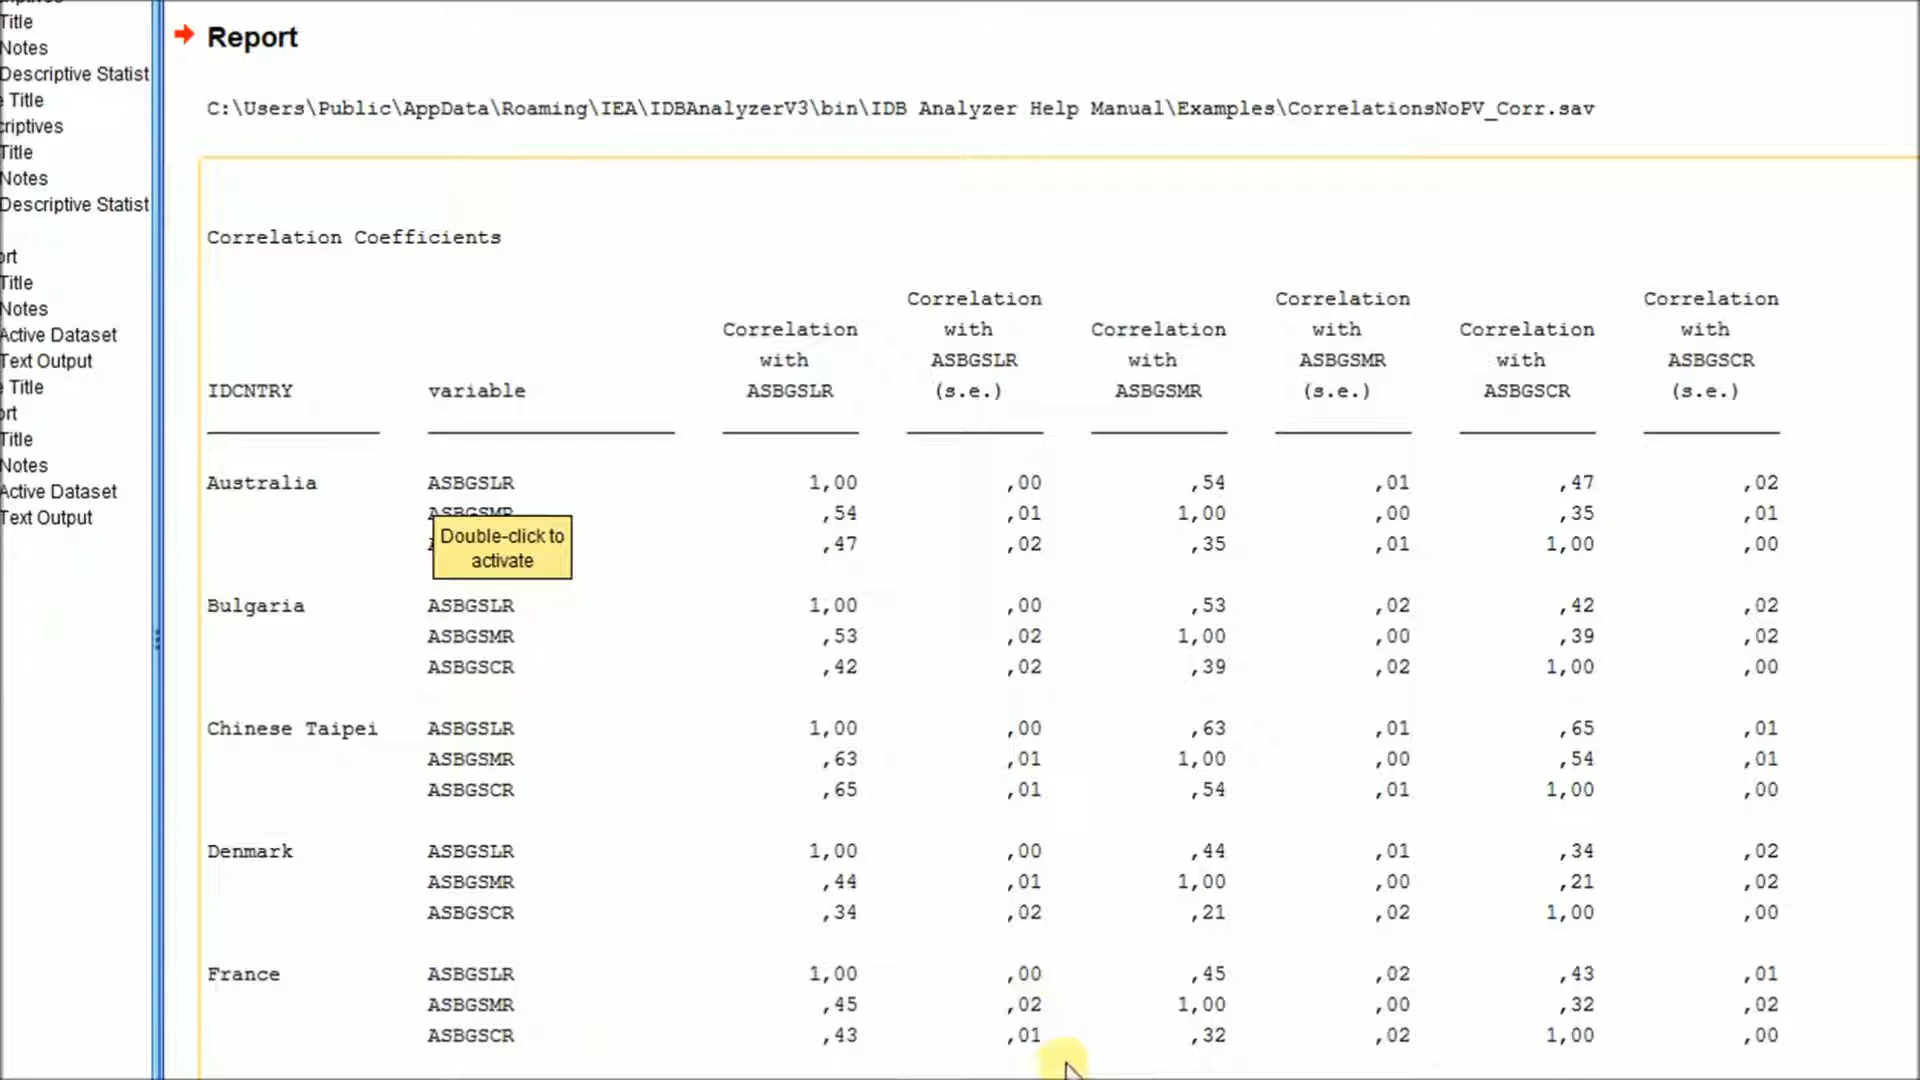 Title
Notes
Descriptive Statist
Title
criptives
Title
Notes
Descriptive Statist
ort
Title
Notes
Active Dataset
Text Output
Title
ort
Title
Notes
Active Dataset
Text Output
Report
C:\Users\Public\AppData\Roaming\IEA\IDBAnalyzerV3\bin\IDB Analyzer Help Manual\Examples\CorrelationsNoPV_Corr.sav
Correlation Coefficients
Correlation Correlation Correlation
Correlation with Correlation with Correlation with
with ASBGSLR with ASBGSMR with ASBGSCR
IDCNTRY variable ASBGSLR (s.e.) ASBGSMR (s.e.) ASBGSCR (s.e.)
Australia ASBGSLR 1,00 ,00 ,54 ,01 ,47 ,02
ASBGSMR ,54 ,01 1,00 ,00 ,35 ,01
,47 ,02 ,35 ,01 1,00 ,00
Double-click to
activate
Bulgaria ASBGSLR 1,00 ,00 ,53 ,02 ,42 ,02
ASBGSMR ,53 ,02 1,00 ,00 ,39 ,02
ASBGSCR ,42 ,02 ,39 ,02 1,00 ,00
Chinese Taipei ASBGSLR 1,00 ,00 ,63 ,01 ,65 ,01
ASBGSMR ,63 ,01 1,00 ,00 ,54 ,01
ASBGSCR ,65 ,01 ,54 ,01 1,00 ,00
Denmark ASBGSLR 1,00 ,00 ,44 ,01 ,34 ,02
ASBGSMR ,44 ,01 1,00 ,00 ,21 ,02
ASBGSCR ,34 ,02 ,21 ,02 1,00 ,00
France ASBGSLR 1,00 ,00 ,45 ,02 ,43 ,01
ASBGSMR ,45 ,02 1,00 ,00 ,32 ,02
ASBGSCR ,43 ,01 ,32 ,02 1,00 ,00